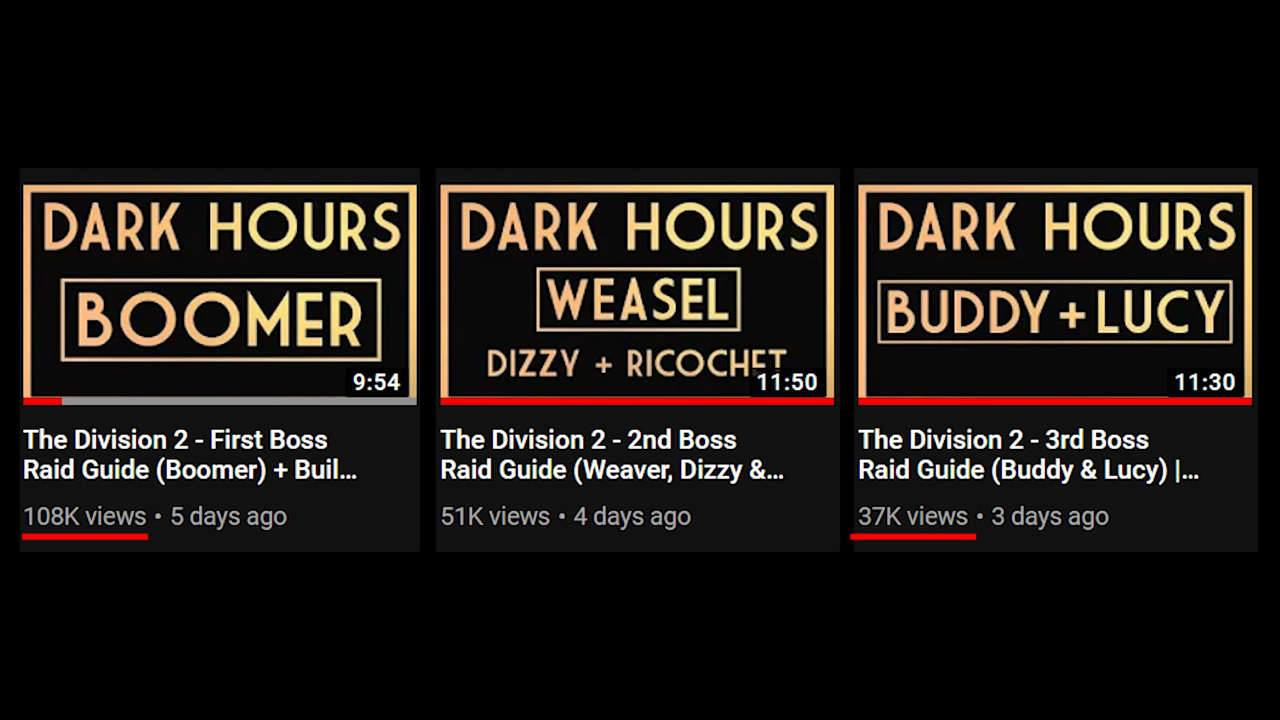 DARK HOURS
BOOMER
9:54
The Division 2 - First Boss
Raid Guide (Boomer) + Buil...
108K views • 5 days ago
DARK HOURS
WEASEL
DIZZY + RICOCHET
11:50
The Division 2 - 2nd Boss
Raid Guide (Weaver, Dizzy &...
51K views • 4 days ago
DARK HOURS
BUDDY + LUCY
11:30
The Division 2 - 3rd Boss
Raid Guide (Buddy & Lucy) |...
37K views • 3 days ago